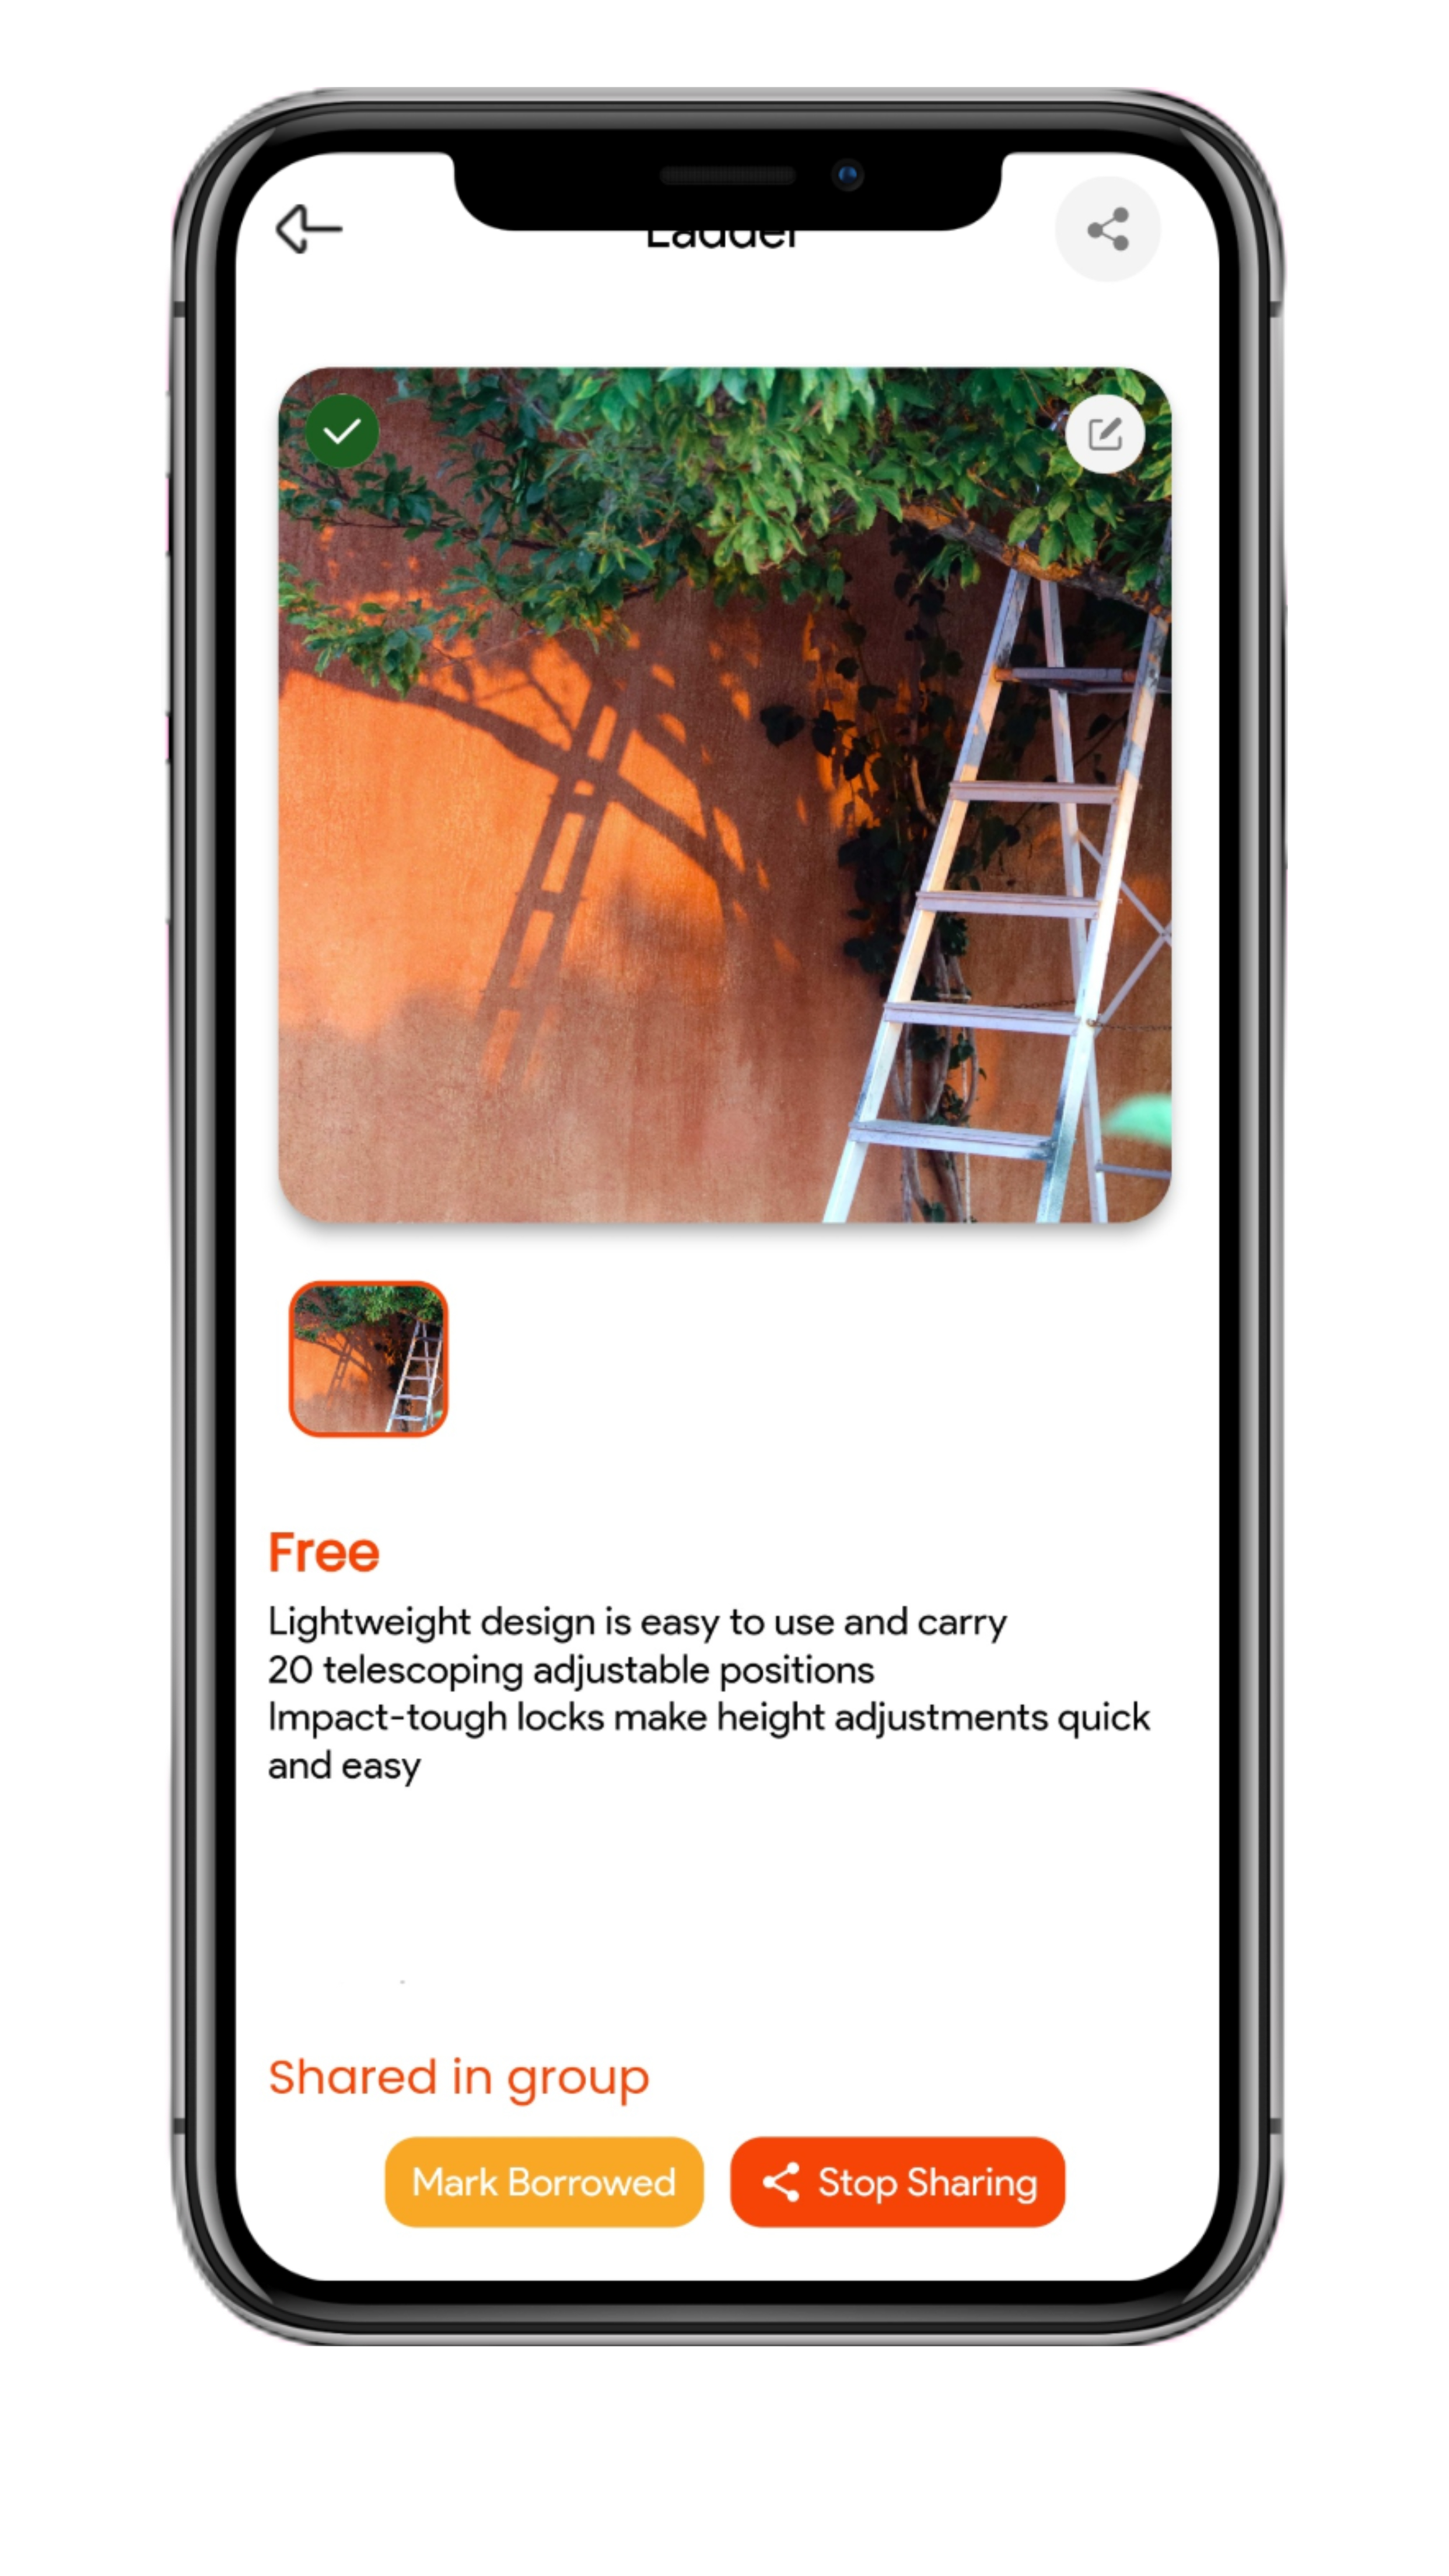 Ladder
Free
Lightweight design is easy to use and carry
20 telescoping adjustable positions
Impact-tough locks make height adjustments quick
and easy
Shared in group
Mark Borrowed
Stop Sharing